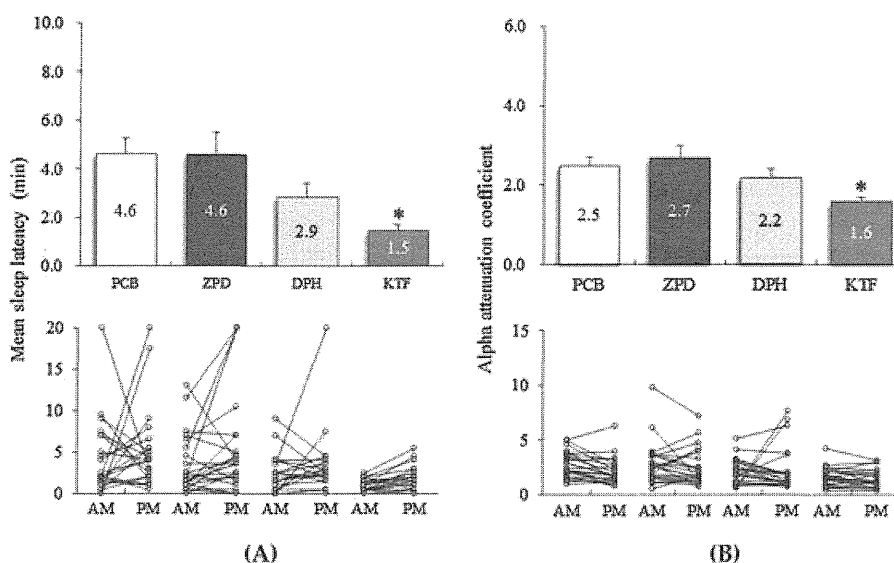 Mean sleep latency (min)
10.0
8.0
6.0
4.0
2.0
0.0
4.6
4.6
2.9
*
1.5
PCB
ZPD
DPH
KTF
20
15
10
5
0
AM
PM
AM
PM
AM
PM
AM
PM
(A)
Alpha attenuation coefficient
6.0
4.0
2.0
0.0
2.5
2.7
2.2
*
1.6
PCB
ZPD
DPH
KTF
15
10
5
0
AM
PM
AM
PM
AM
PM
AM
PM
(B)